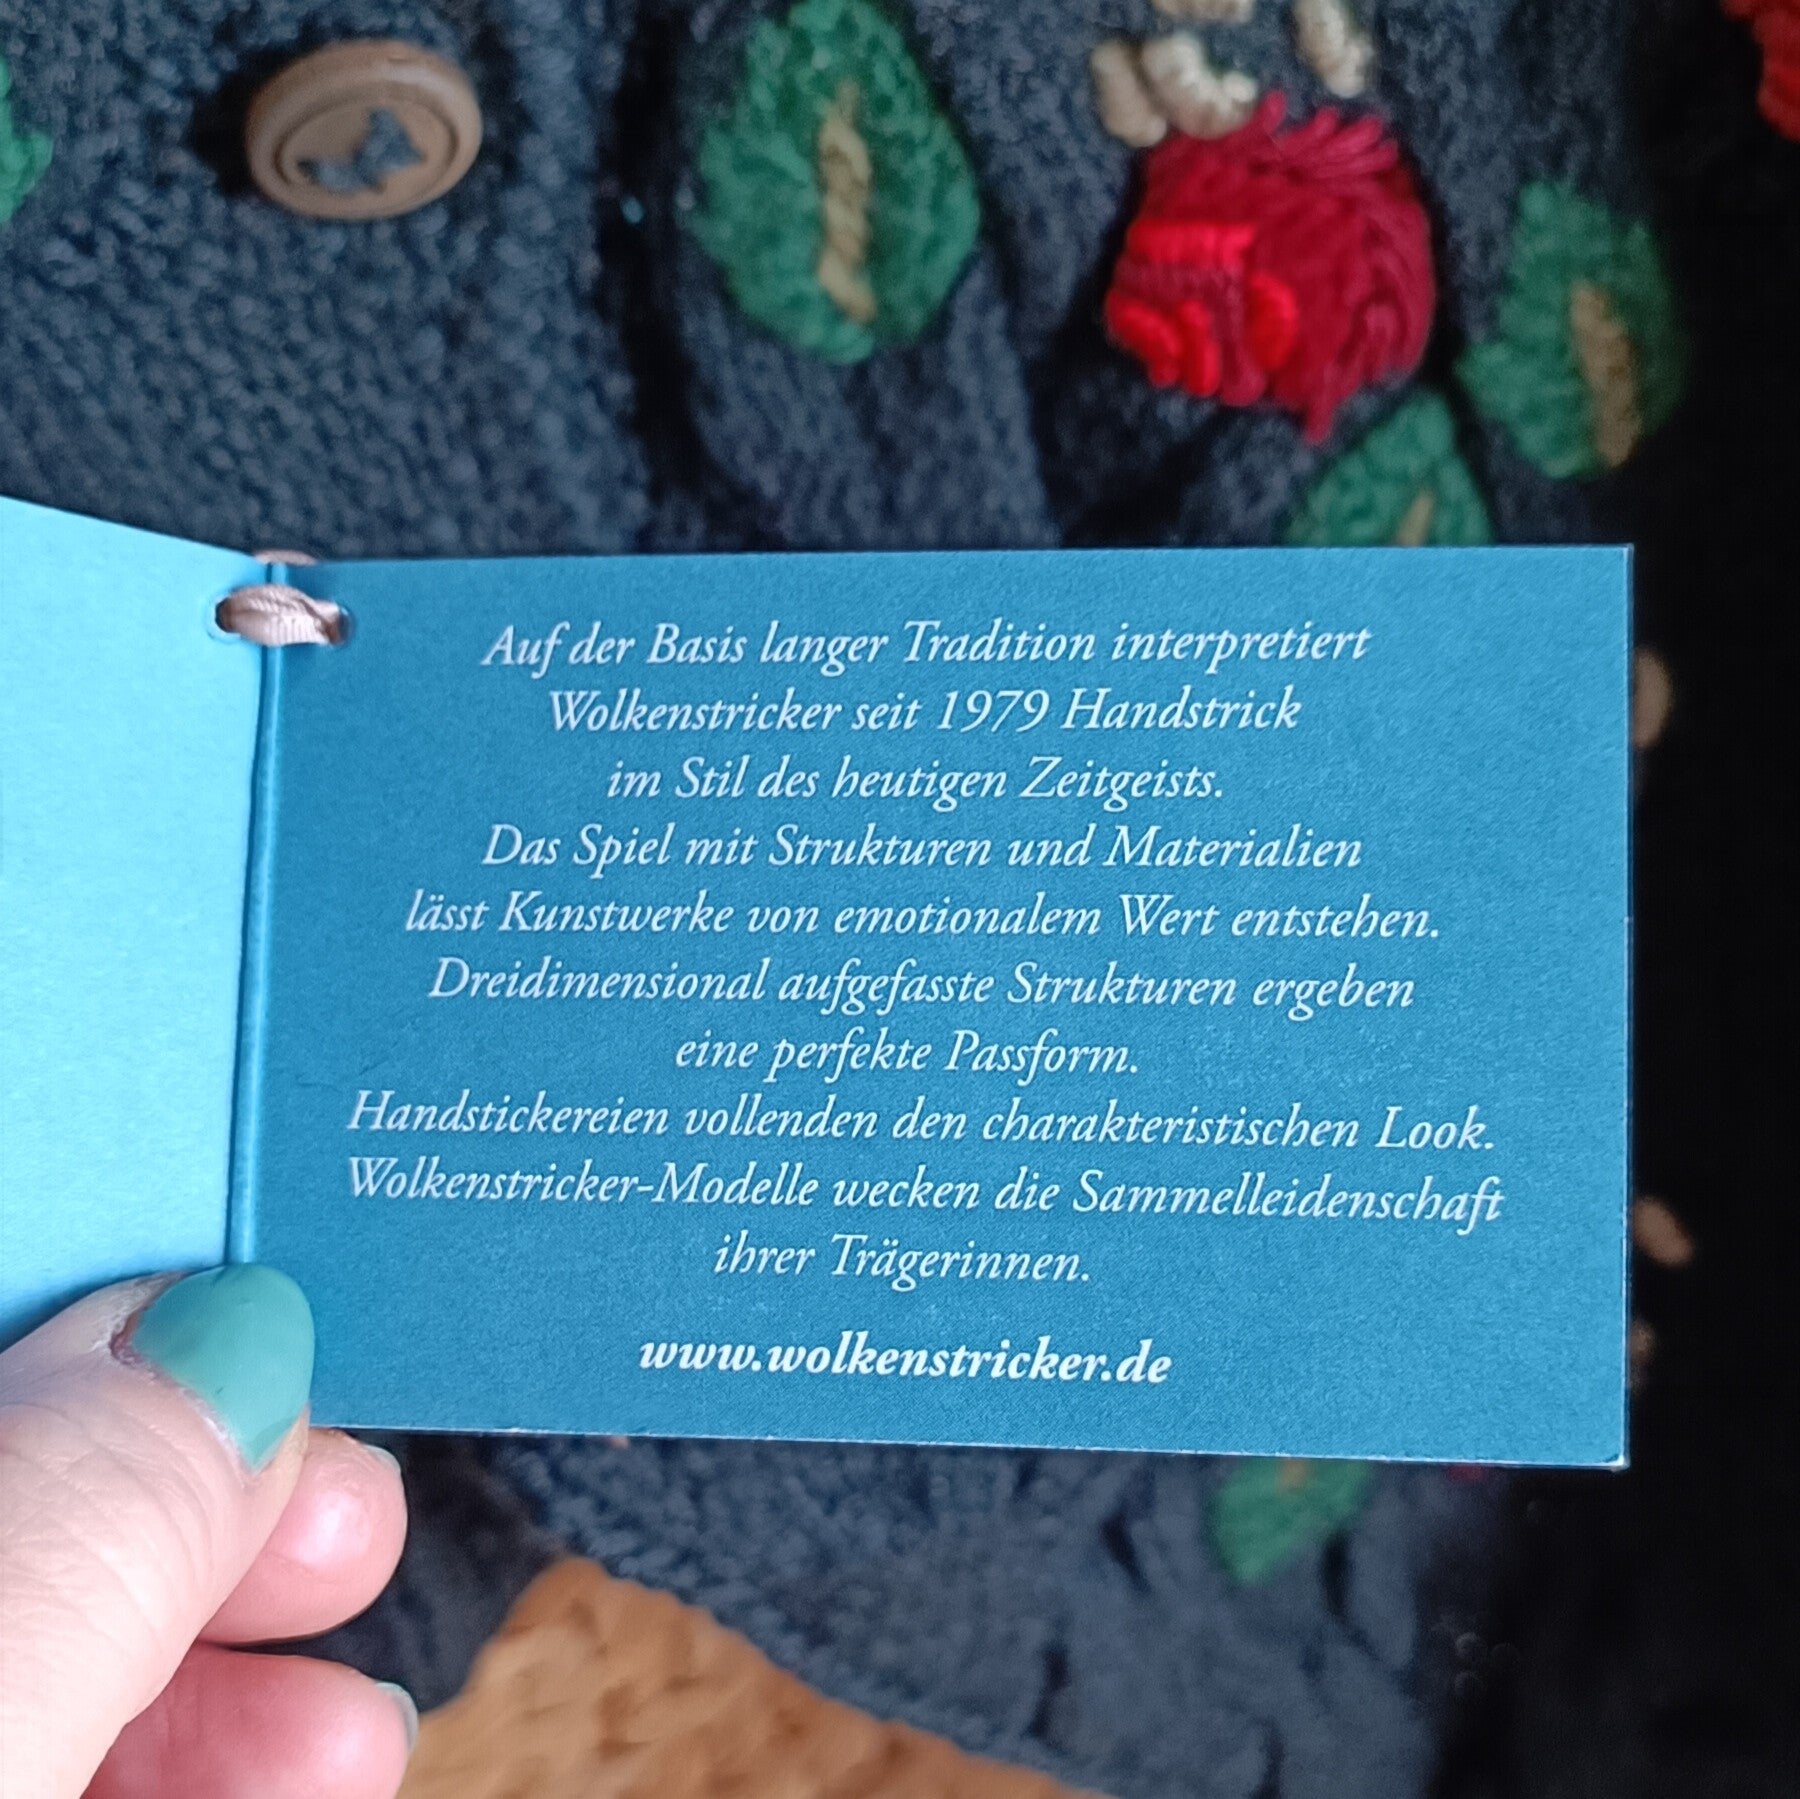 Auf der Basis langer Tradition interpretiert
Wolkenstricker seit 1979 Handstrick
im Stil des heutigen Zeitgeists.
Das Spiel mit Strukturen und Materialien
lässt Kunstwerke von emotionalem Wert entstehen.
Dreidimensional aufgefasste Strukturen ergeben
eine perfekte Passform.
Handstickereien vollenden den charakteristischen Look.
Wolkenstricker-Modelle wecken die Sammelleidenschaft
ihrer Trägerinnen.
www.wolkenstricker.de